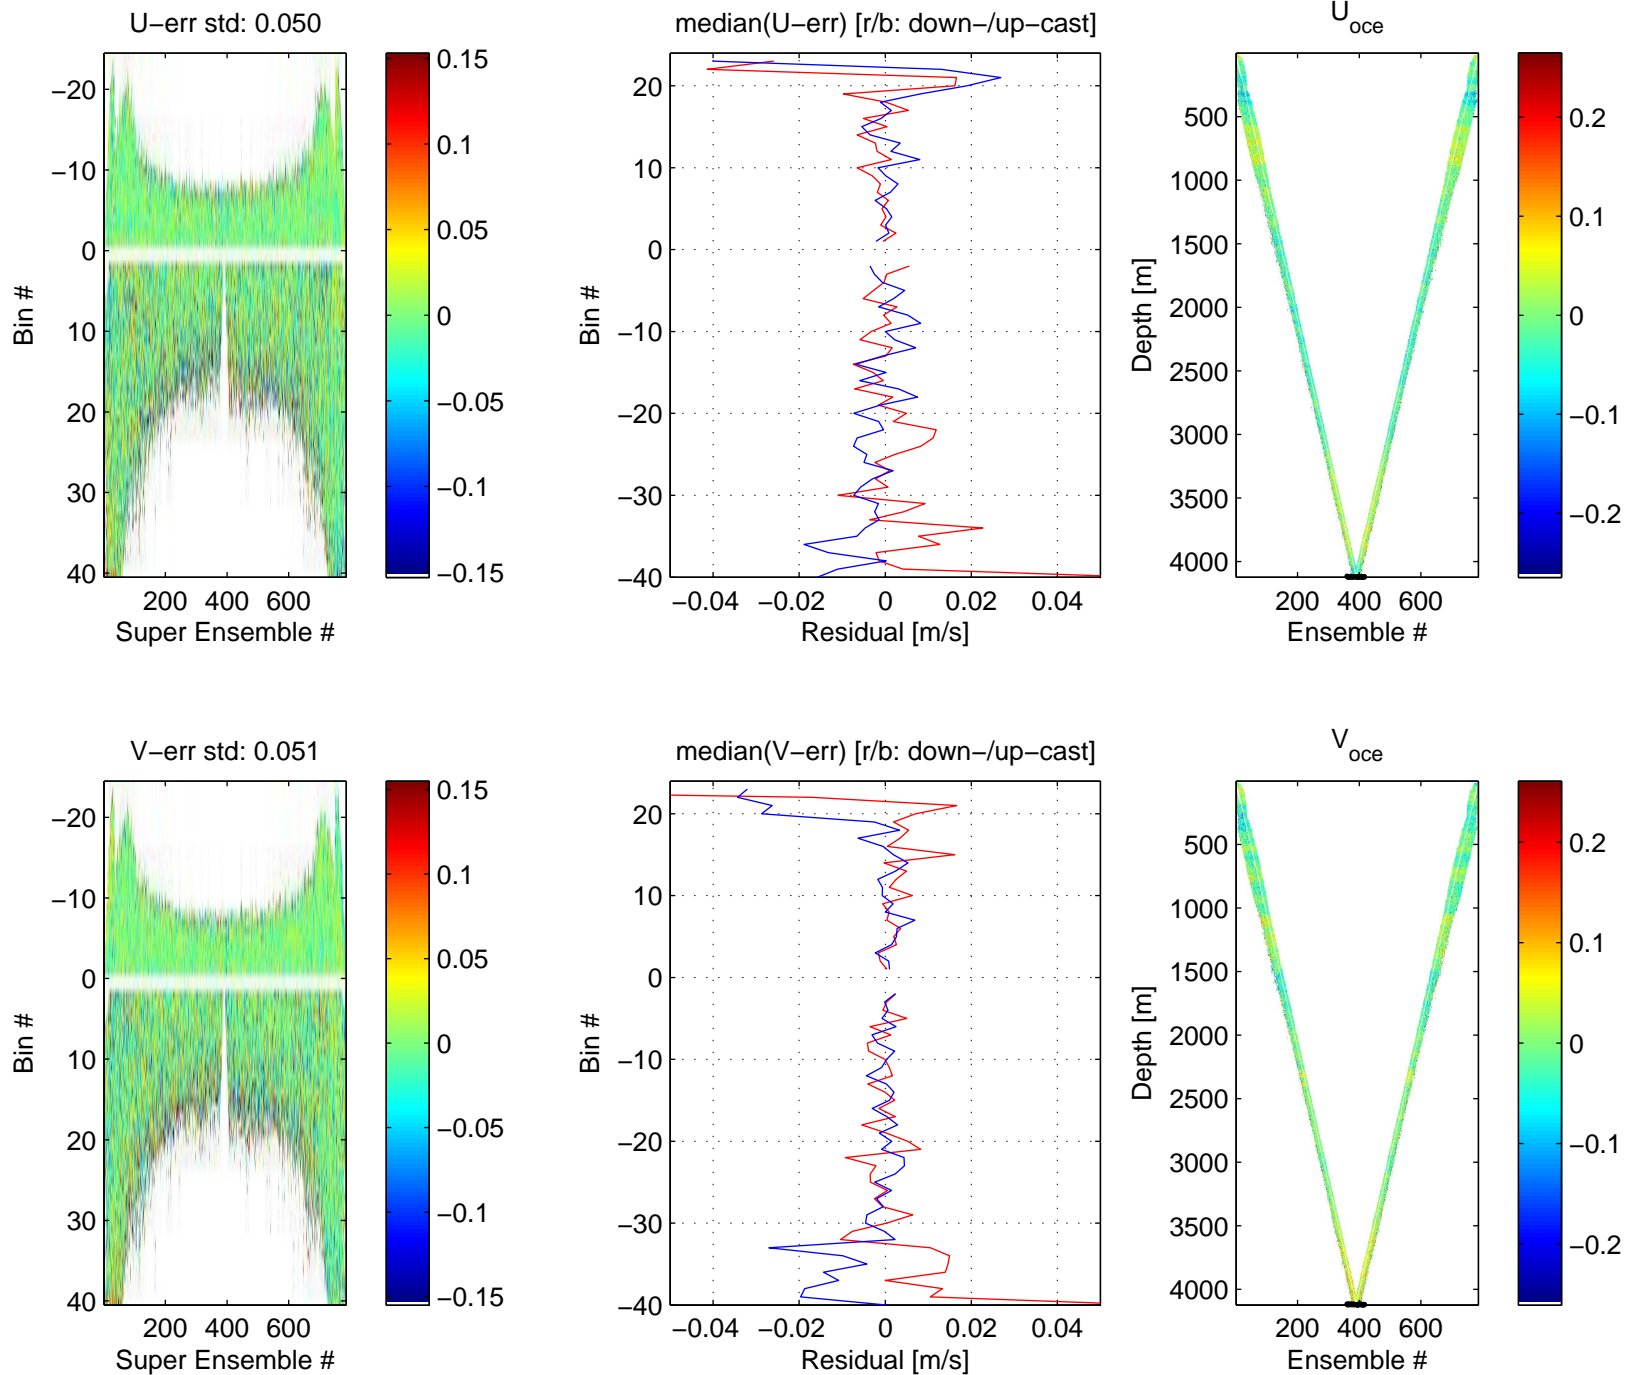 U−err std: 0.050
−20
−10
0
10
20
30
40
Bin #
200 400 600
Super Ensemble #
0.15
0.1
0.05
0
−0.05
−0.1
−0.15
median(U−err) [r/b: down−/up−cast]
20
10
0
−10
−20
−30
−40
Bin #
−0.04 −0.02 0 0.02 0.04
Residual [m/s]
Uoce
500
1000
1500
2000
2500
3000
3500
4000
Depth [m]
200 400 600
Ensemble #
0.2
0.1
0
−0.1
−0.2
V−err std: 0.051
−20
−10
0
10
20
30
40
Bin #
200 400 600
Super Ensemble #
0.15
0.1
0.05
0
−0.05
−0.1
−0.15
median(V−err) [r/b: down−/up−cast]
20
10
0
−10
−20
−30
−40
Bin #
−0.04 −0.02 0 0.02 0.04
Residual [m/s]
Voce
500
1000
1500
2000
2500
3000
3500
4000
Depth [m]
200 400 600
Ensemble #
0.2
0.1
0
−0.1
−0.2